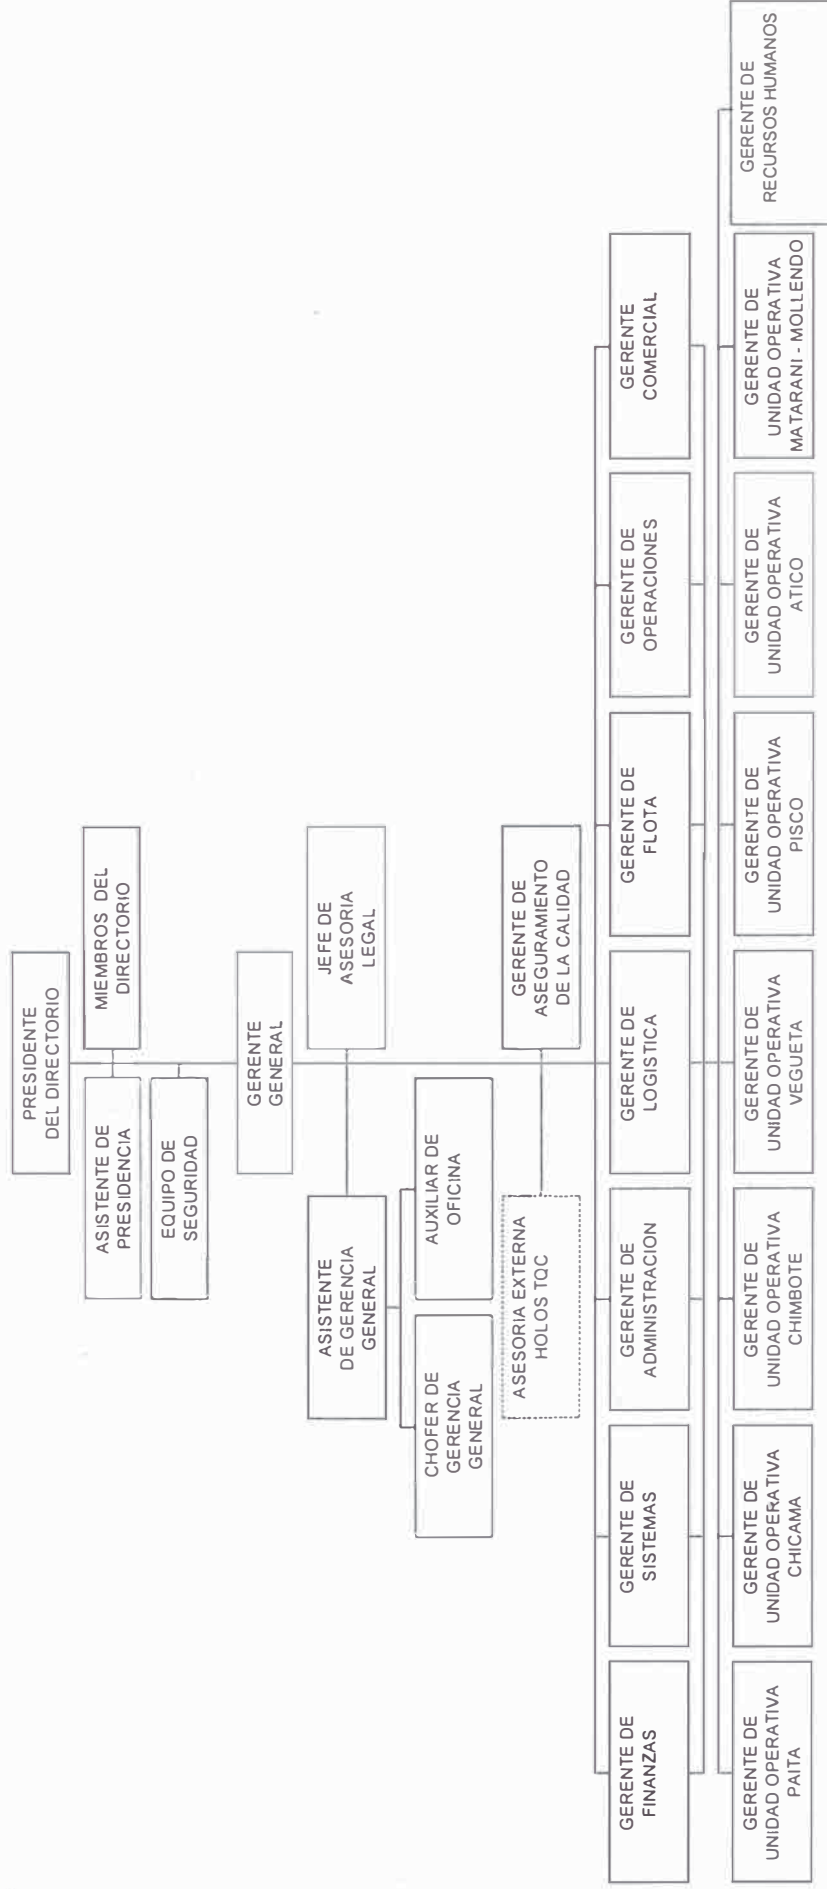 PRESIDENTE
DEL DIRECTORIO
ASISTENTE DE
PRESIDENCIA
MIEMBROS DEL
DIRECTORIO
EQUIPO DE
SEGURIDAD
GERENTE
GENERAL
ASISTENTE
DE GERENCIA
GENERAL
JEFE DE
ASESORIA
LEGAL
CHOFER DE
GERENCIA
GENERAL
AUXILIAR DE
OFICINA
ASESORIA EXTERNA
HOLOS TQC
GERENTE DE
ASEGURAMIENTO
DE LA CALIDAD
GERENTE DE
FINANZAS
GERENTE DE
SISTEMAS
GERENTE DE
ADMINISTRACION
GERENTE DE
LOGISTICA
GERENTE DE
FLOTA
GERENTE DE
OPERACIONES
GERENTE
COMERCIAL
GERENTE DE
UNIDAD OPERATIVA
PAITA
GERENTE DE
UNIDAD OPERATIVA
CHICAMA
GERENTE DE
UNIDAD OPERATIVA
CHIMBOTE
GERENTE DE
UNIDAD OPERATIVA
VEGUETA
GERENTE DE
UNIDAD OPERATIVA
PISCO
GERENTE DE
UNIDAD OPERATIVA
ATICO
GERENTE DE
UNIDAD OPERATIVA
MATARANI - MOLLENDO
GERENTE DE
RECURSOS HUMANOS